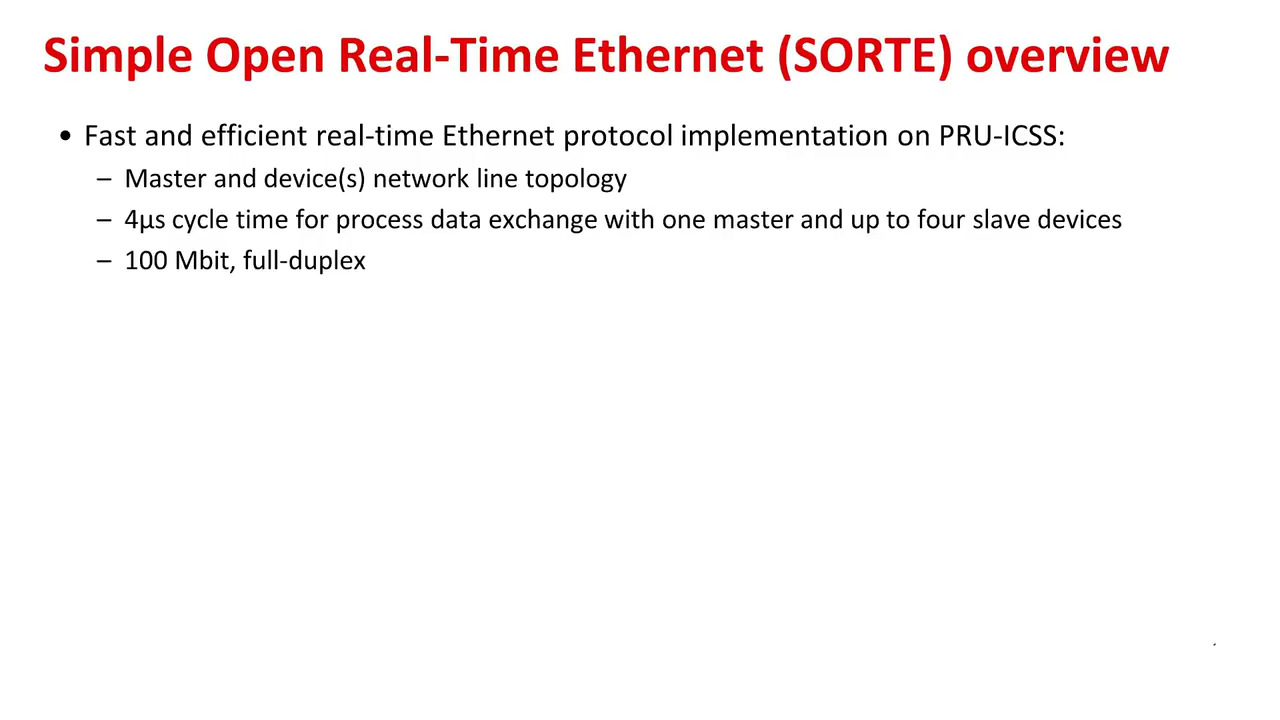 Simple Open Real-Time Ethernet (SORTE) overview
• Fast and efficient real-time Ethernet protocol implementation on PRU-ICSS:
– Master and device(s) network line topology
– 4µs cycle time for process data exchange with one master and up to four slave devices
– 100 Mbit, full-duplex